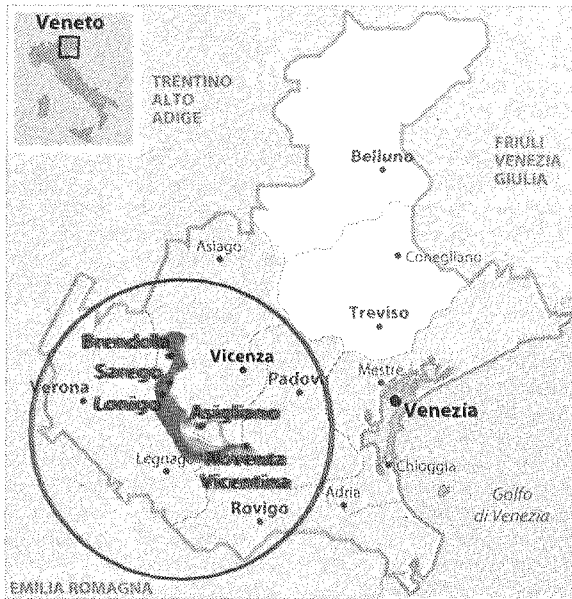 Veneto
TRENTINO
ALTO
ADIGE
FRIULI
VENEZIA
GIULIA
Belluno
Asiago
Conegliano
Treviso
Brendola
Sarego
Vicenza
Mestre
Verona
Padova
Lonigo
Asigliano
Venezia
Legnago
Noventa
Vicentina
Chioggia
Adria
Rovigo
Golfo
di Venezia
EMILIA ROMAGNA